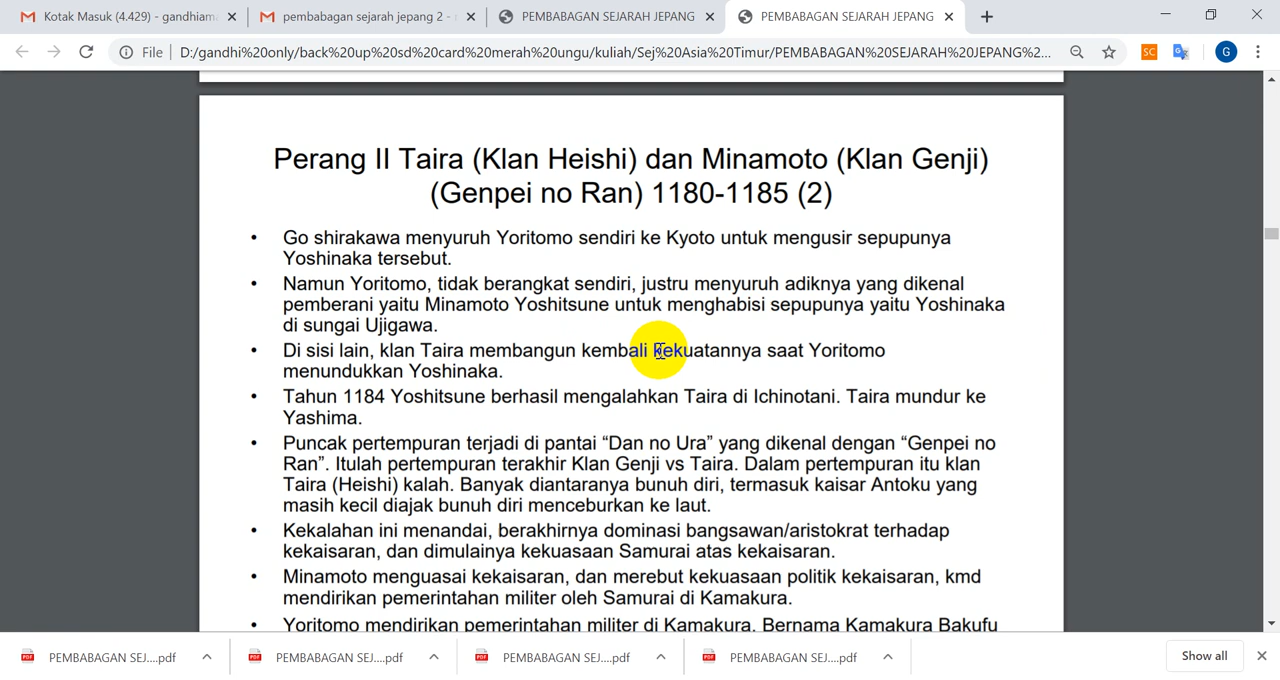 Kotak Masuk (4.429) - gandhiama
pembabagan sejarah jepang 2 -
PEMBABAGAN SEJARAH JEPANG
PEMBABAGAN SEJARAH JEPANG
File
D:/gandhi%20only/back%20up%20sd%20card%20merah%20ungu/kuliah/Sej%20Asia%20Timur/PEMBABAGAN%20SEJARAH%20JEPANG%2...
SC
G
Perang II Taira (Klan Heishi) dan Minamoto (Klan Genji)
(Genpei no Ran) 1180-1185 (2)
• Go shirakawa menyuruh Yoritomo sendiri ke Kyoto untuk mengusir sepupunya
Yoshinaka tersebut.
• Namun Yoritomo, tidak berangkat sendiri, justru menyuruh adiknya yang dikenal
pemberani yaitu Minamoto Yoshitsune untuk menghabisi sepupunya yaitu Yoshinaka
di sungai Ujigawa.
• Di sisi lain, klan Taira membangun kembali kekuatannya saat Yoritomo
menundukkan Yoshinaka.
• Tahun 1184 Yoshitsune berhasil mengalahkan Taira di Ichinotani. Taira mundur ke
Yashima.
• Puncak pertempuran terjadi di pantai “Dan no Ura” yang dikenal dengan “Genpei no
Ran”. Itulah pertempuran terakhir Klan Genji vs Taira. Dalam pertempuran itu klan
Taira (Heishi) kalah. Banyak diantaranya bunuh diri, termasuk kaisar Antoku yang
masih kecil diajak bunuh diri menceburkan ke laut.
• Kekalahan ini menandai, berakhirnya dominasi bangsawan/aristokrat terhadap
kekaisaran, dan dimulainya kekuasaan Samurai atas kekaisaran.
• Minamoto menguasai kekaisaran, dan merebut kekuasaan politik kekaisaran, kmd
mendirikan pemerintahan militer oleh Samurai di Kamakura.
• Yoritomo mendirikan pemerintahan militer di Kamakura. Bernama Kamakura Bakufu
PEMBABAGAN SEJ....pdf
PEMBABAGAN SEJ....pdf
PEMBABAGAN SEJ....pdf
PEMBABAGAN SEJ....pdf
Show all